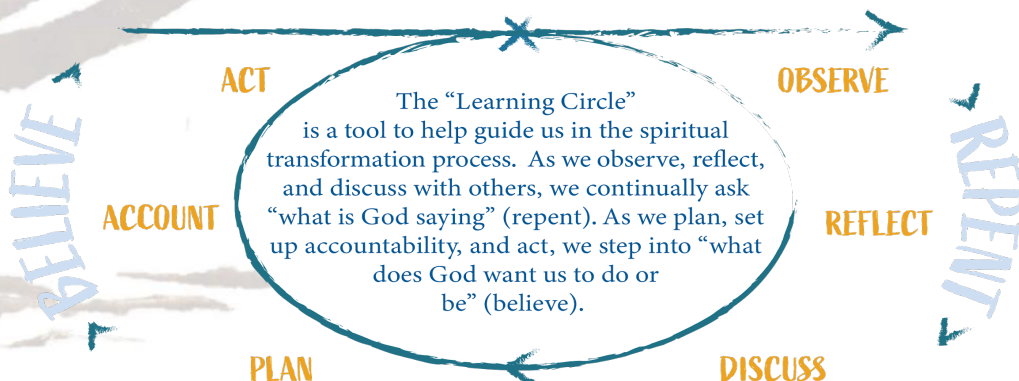 ACT
OBSERVE
BELIEVE
REPENT
The “Learning Circle”
is a tool to help guide us in the spiritual
transformation process. As we observe, reflect,
and discuss with others, we continually ask
“what is God saying” (repent). As we plan, set
up accountability, and act, we step into “what
does God want us to do or
be” (believe).
ACCOUNT
REFLECT
PLAN
DISCUSS